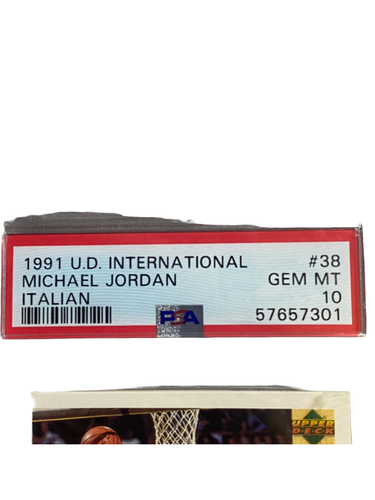 1991 U.D. INTERNATIONAL #38
MICHAEL JORDAN GEM MT
ITALIAN 10
PSA 57657301
UPPER
DECK